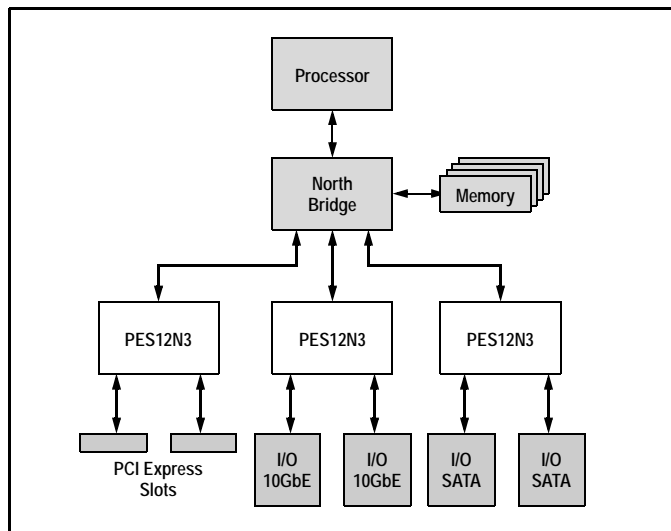 Processor
North
Bridge
Memory
PES12N3
PES12N3
PES12N3
PCI Express
Slots
I/O
10GbE
I/O
10GbE
I/O
SATA
I/O
SATA